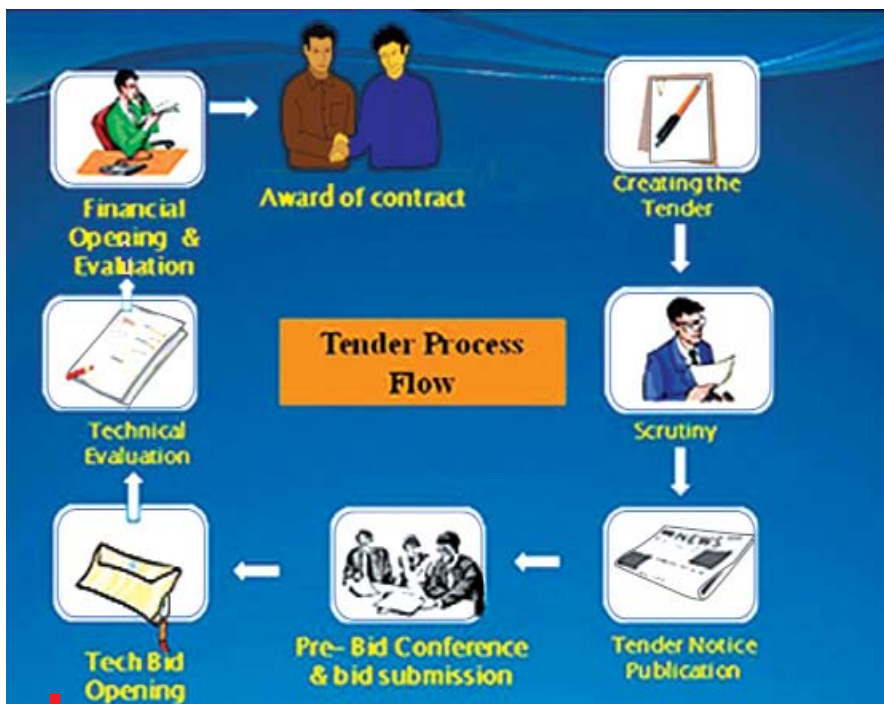 Creating the
Tender
Scrutiny
NEWS
Tender Notice
Publication
Pre- Bid Conference
& bid submission
Tech Bid
Opening
Technical
Evaluation
Financial
Opening &
Evaluation
Award of contract
Tender Process
Flow